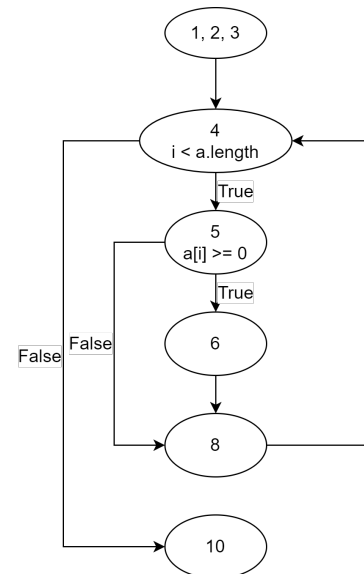 1, 2, 3
4
i < a.length
True
5
a[i] >= 0
True
False
False
6
8
10